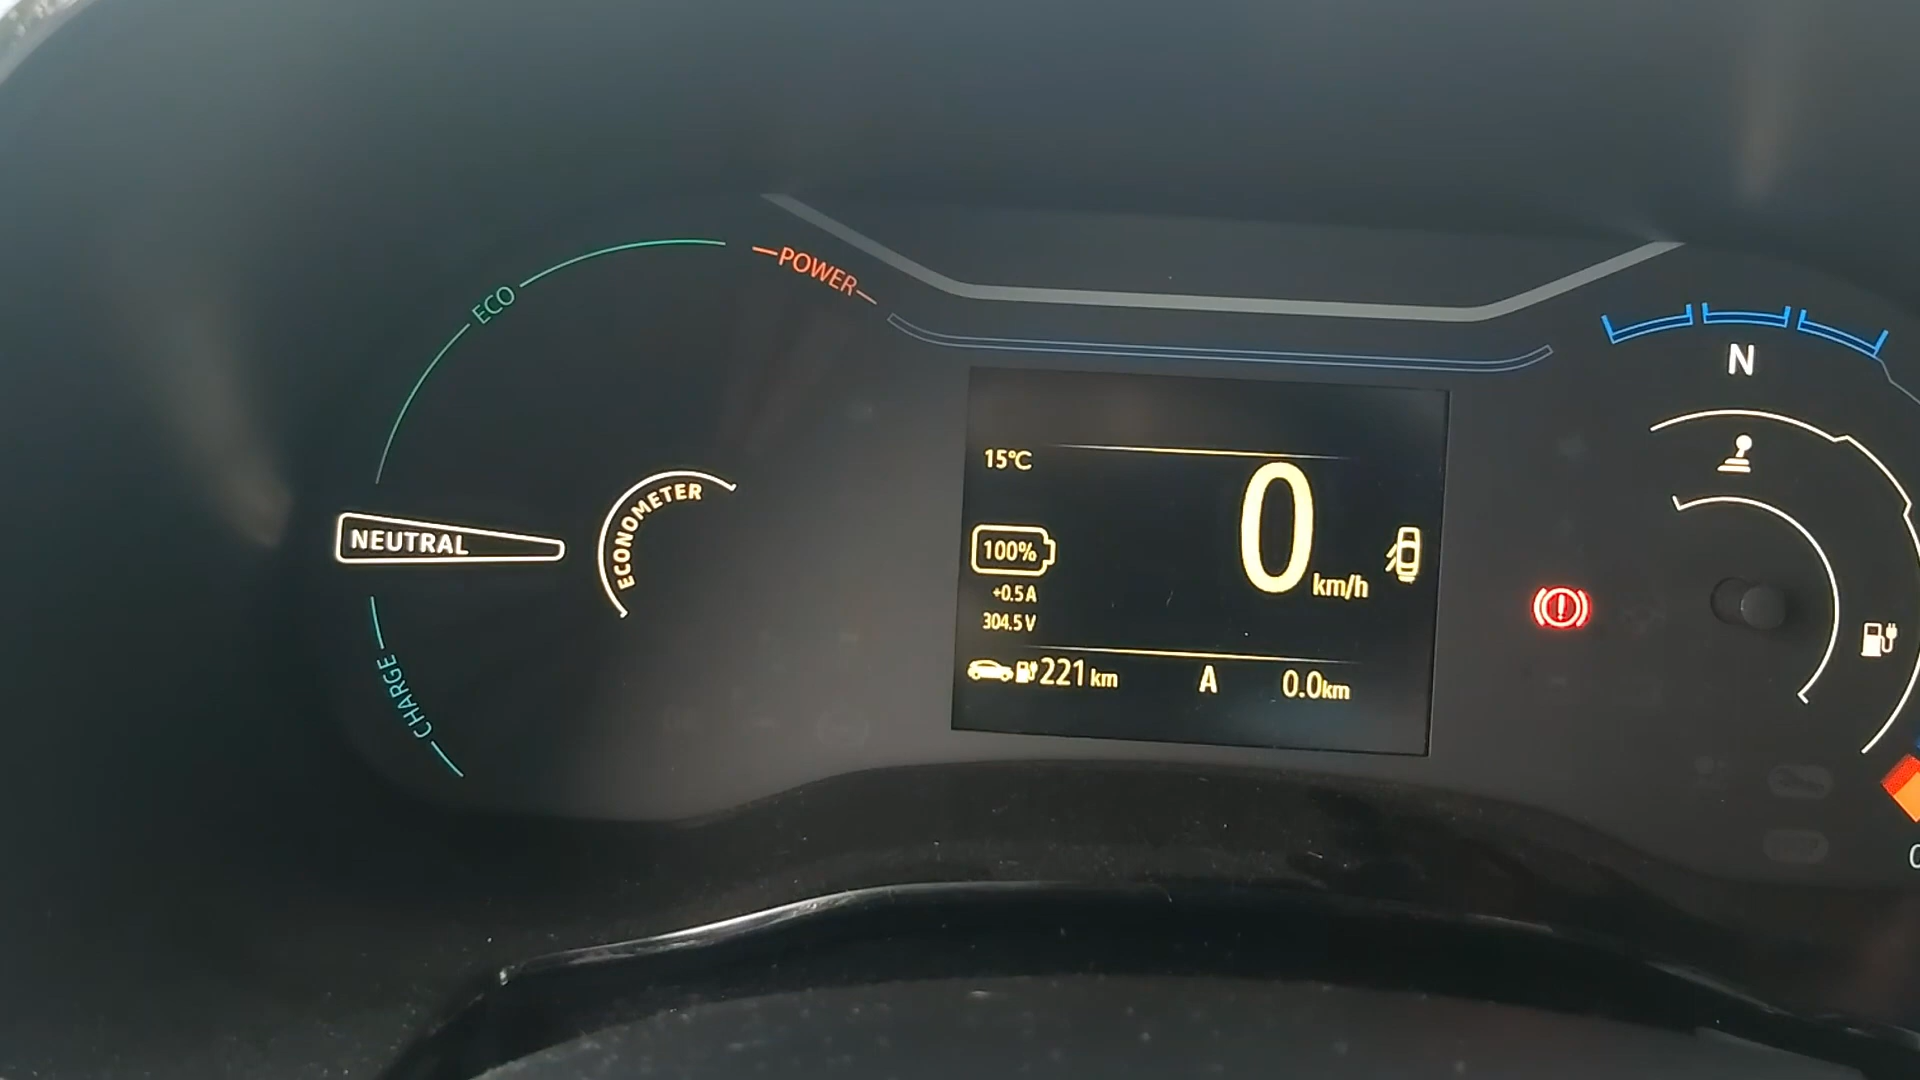 ECO
POWER
NEUTRAL
ECONOMETER
CHARGE
15°C
0 km/h
100%
+0.5 A
304.5 V
221 km
A
0.0km
N